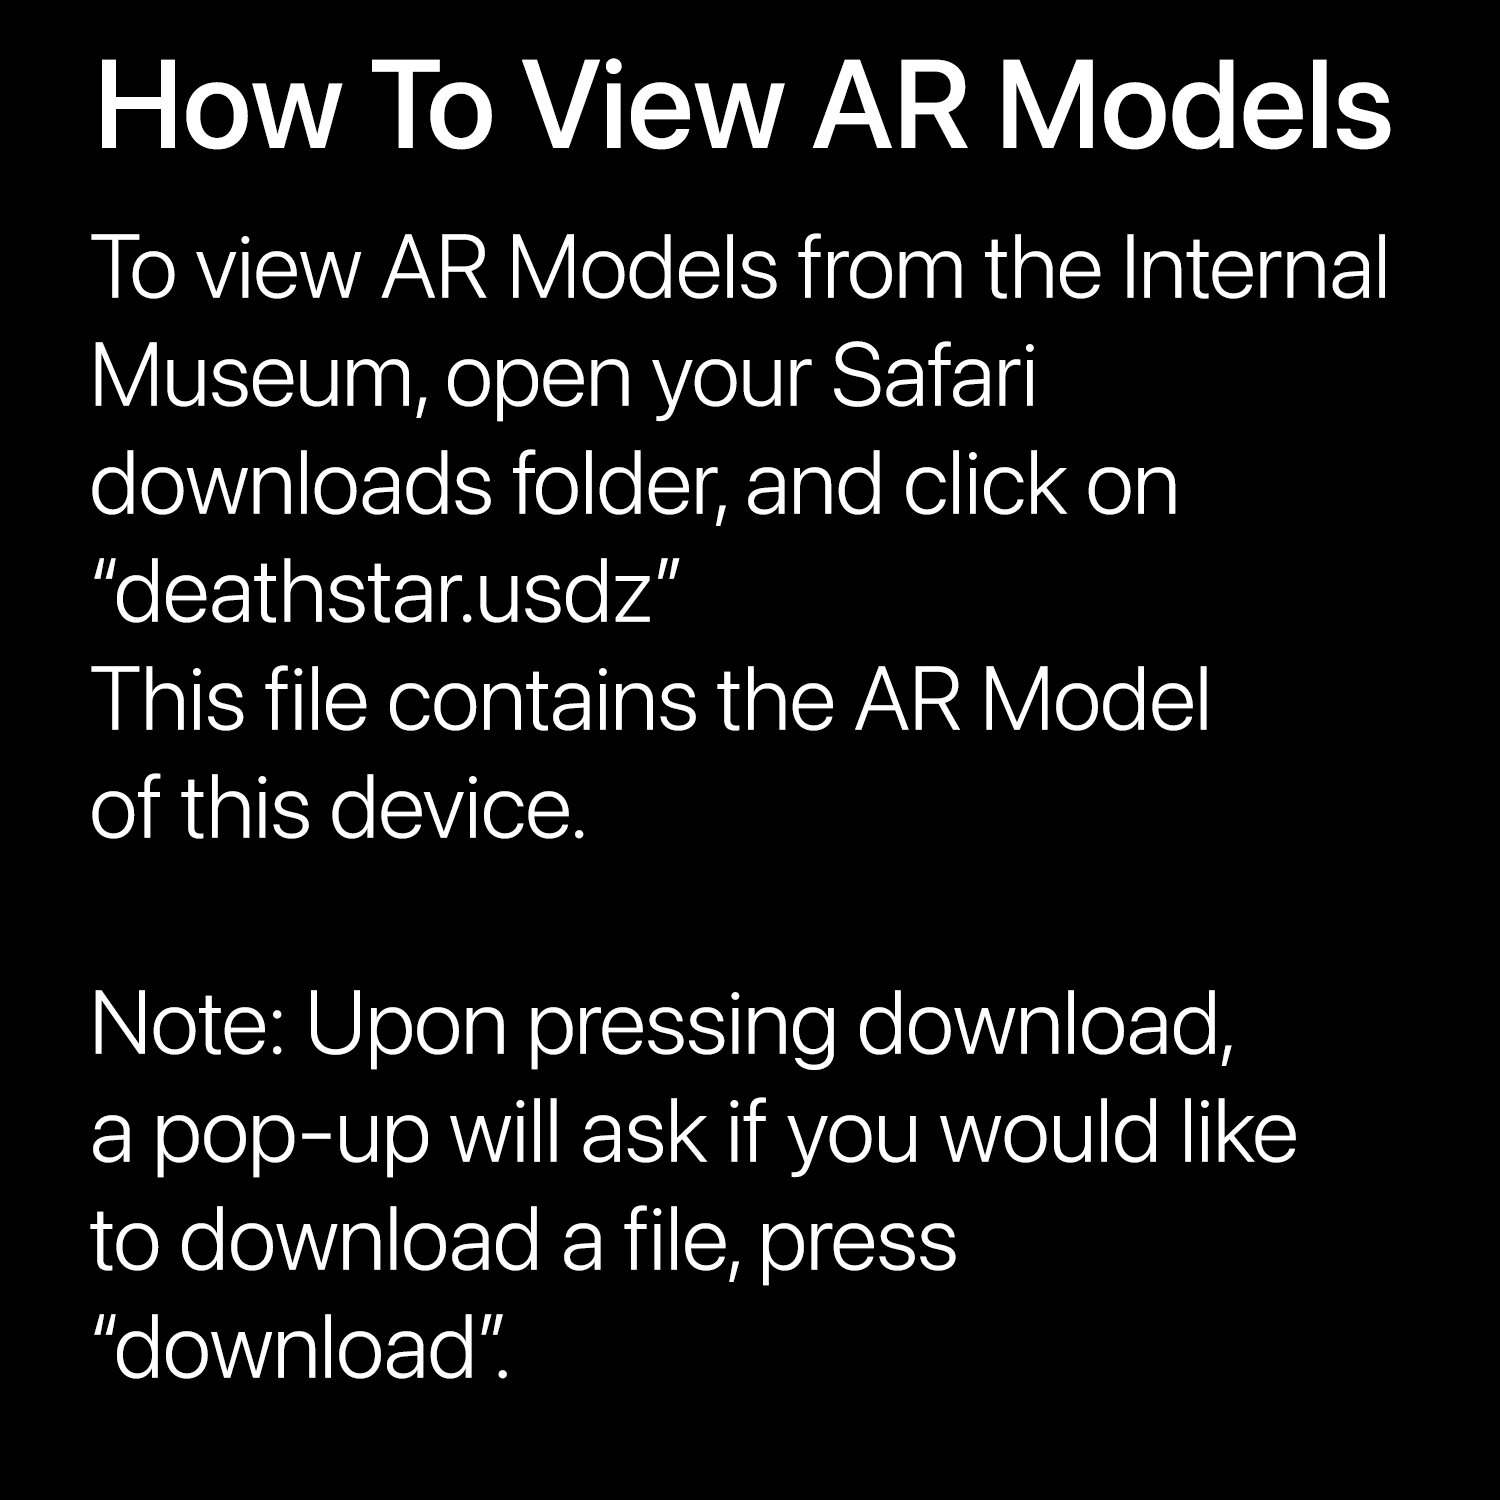 How To View AR Models
To view AR Models from the Internal
Museum, open your Safari
downloads folder, and click on
“deathstar.usdz”
This file contains the AR Model
of this device.
Note: Upon pressing download,
a pop-up will ask if you would like
to download a file, press
“download”.